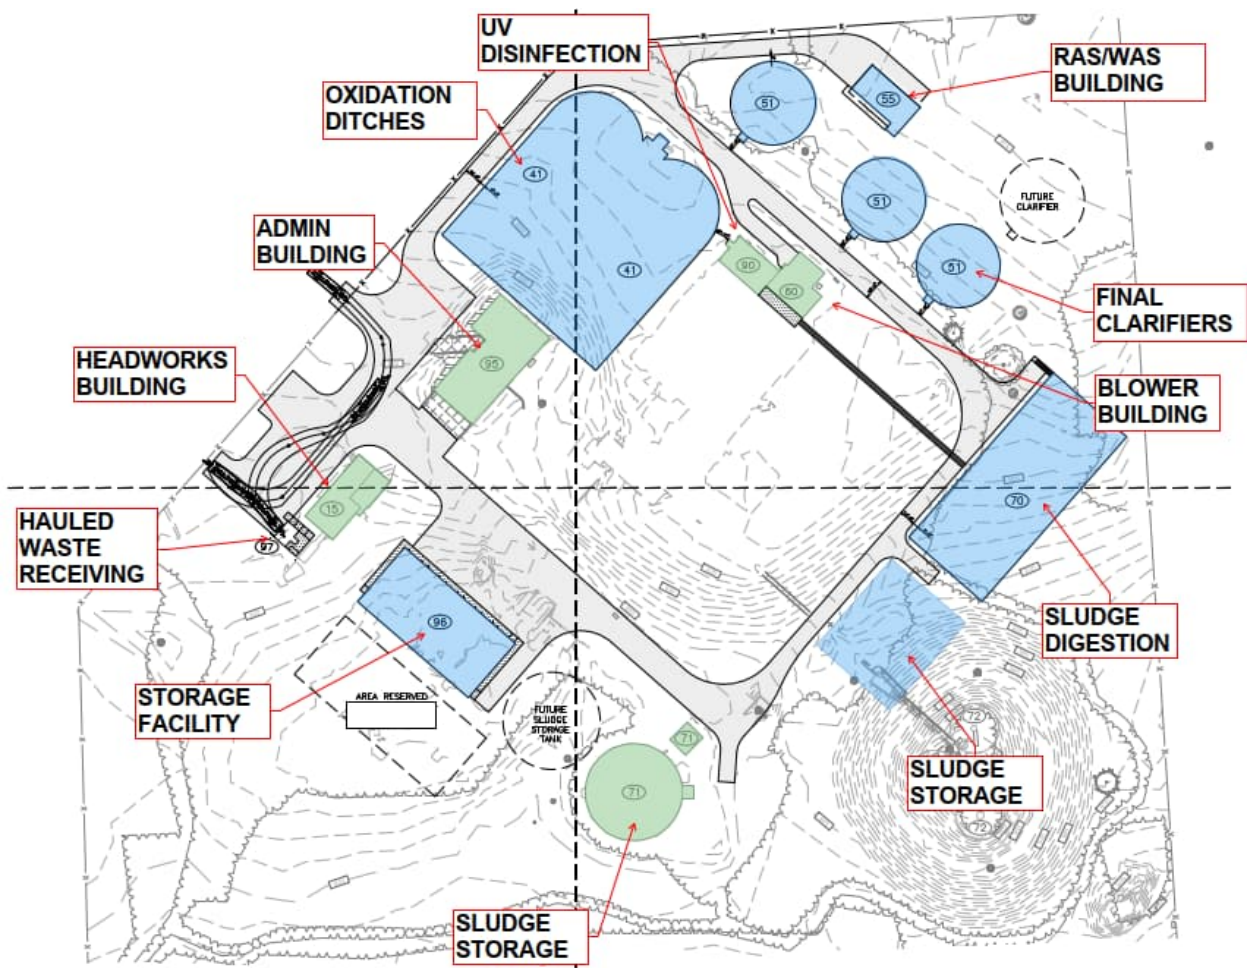 UV
DISINFECTION
RAS/WAS
BUILDING
OXIDATION
DITCHES
51
55
41
51
FUTURE
CLARIFIER
ADMIN
BUILDING
41
90
60
51
FINAL
CLARIFIERS
HEADWORKS
BUILDING
95
BLOWER
BUILDING
15
70
HAULED
WASTE
RECEIVING
97
96
SLUDGE
DIGESTION
STORAGE
FACILITY
AREA RESERVED
FUTURE
SLUDGE
STORAGE
TANK
71
72
71
SLUDGE
STORAGE
72
SLUDGE
STORAGE